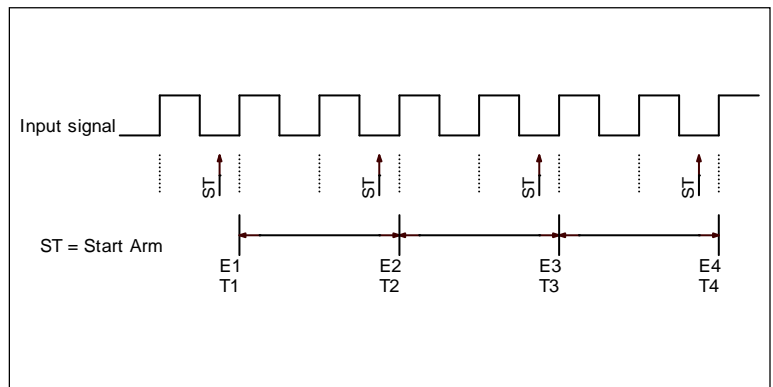 Input signal
ST ST ST ST
ST = Start Arm
E1 E2 E3 E4
T1 T2 T3 T4